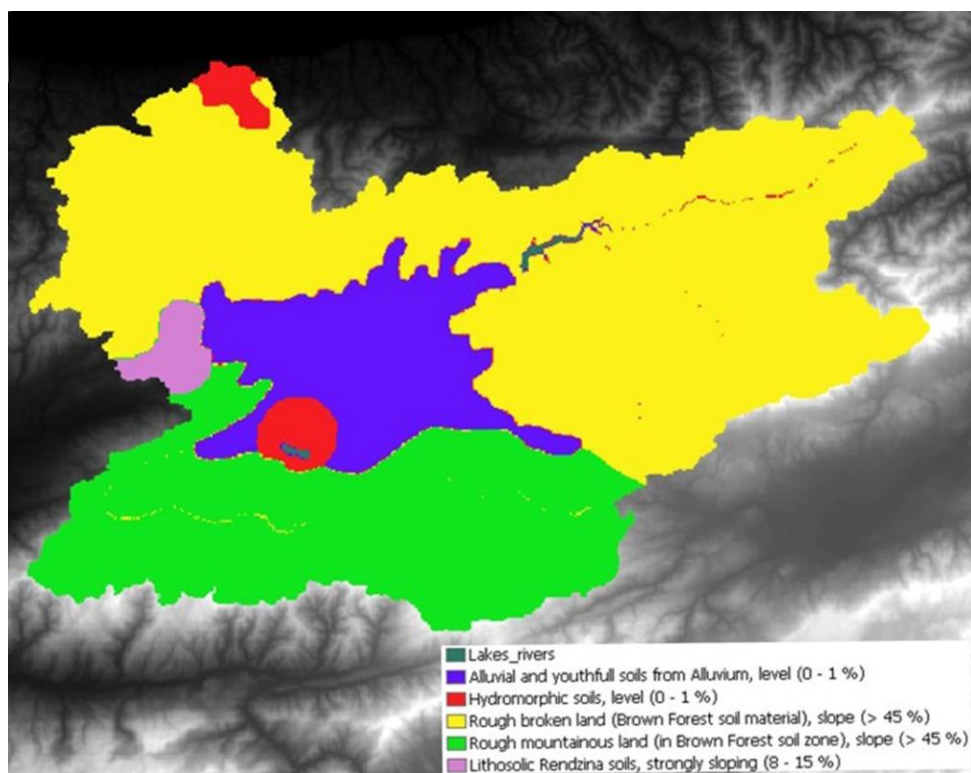 Lakes_rivers
Alluvial and youthfull soils from Alluvium, level (0 - 1 %)
Hydromorphic soils, level (0 - 1 %)
Rough broken land (Brown Forest soil material), slope (> 45 %)
Rough mountainous land (in Brown Forest soil zone), slope (> 45 %)
Lithosolic Rendzina soils, strongly sloping (8 - 15 %)